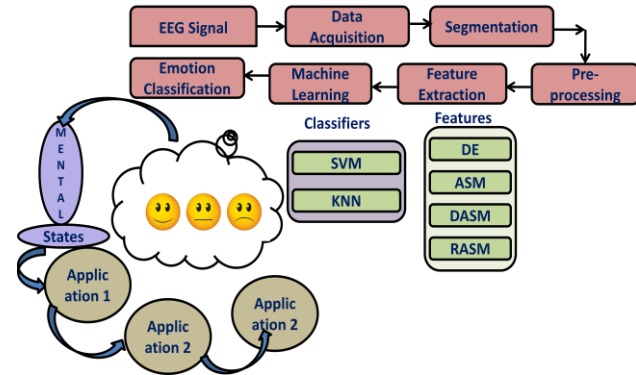 EEG Signal
Data
Acquisition
Segmentation
Emotion
Classification
Machine
Learning
Feature
Extraction
Pre-
processing
Classifiers
Features
SVM
KNN
DE
ASM
DASM
RASM
M
E
N
T
A
L
States
Applic
ation 1
Applic
ation 2
Applic
ation 2